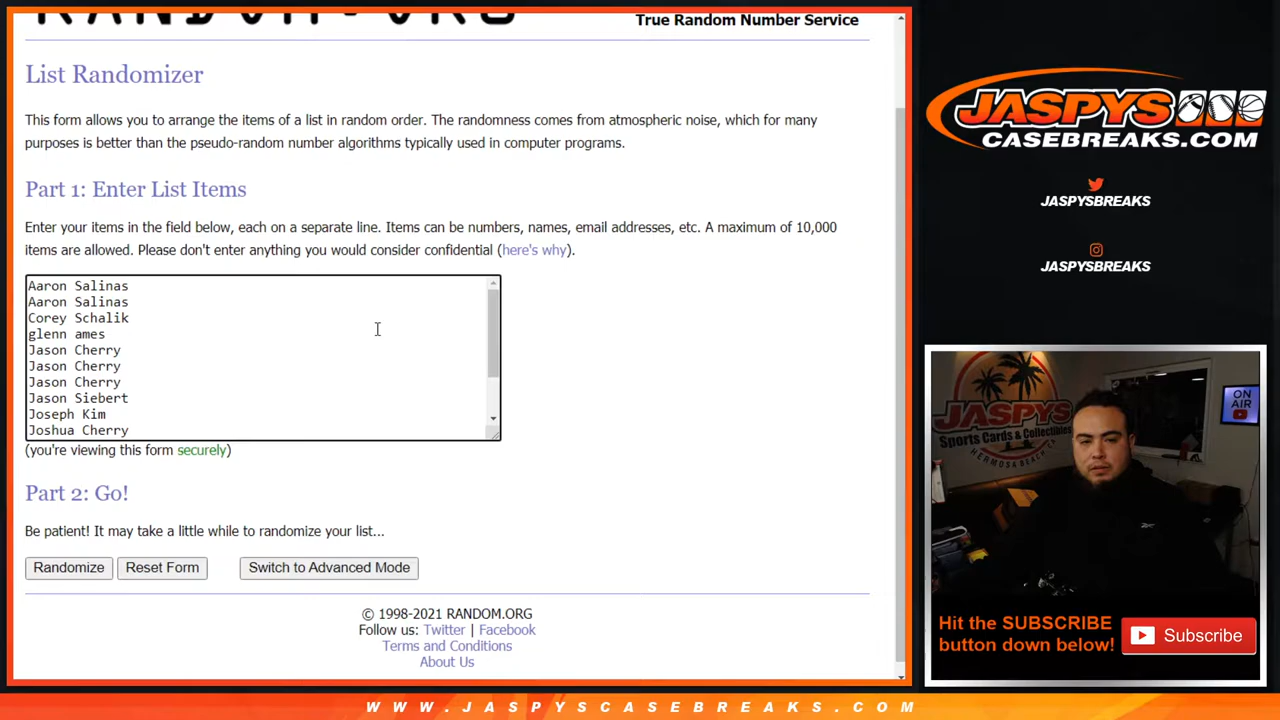 RANDOM.ORG
True Random Number Service
List Randomizer
This form allows you to arrange the items of a list in random order. The randomness comes from atmospheric noise, which for many
purposes is better than the pseudo-random number algorithms typically used in computer programs.
Part 1: Enter List Items
Enter your items in the field below, each on a separate line. Items can be numbers, names, email addresses, etc. A maximum of 10,000
items are allowed. Please don't enter anything you would consider confidential (here's why).
Aaron Salinas
Aaron Salinas
Corey Schalik
glenn ames
Jason Cherry
Jason Cherry
Jason Cherry
Jason Siebert
Joseph Kim
Joshua Cherry
(you're viewing this form securely)
Part 2: Go!
Be patient! It may take a little while to randomize your list...
Randomize
Reset Form
Switch to Advanced Mode
© 1998-2021 RANDOM.ORG
Follow us: Twitter | Facebook
Terms and Conditions
About Us
JASPYS
CASEBREAKS.COM
JASPYSBREAKS
JASPYSBREAKS
JASPYS
Sports Cards & Collectibles
HERMOSA BEACH
ON
AIR
Hit the SUBSCRIBE
button down below!
Subscribe
WWW.JASPYSCASEBREAKS.COM